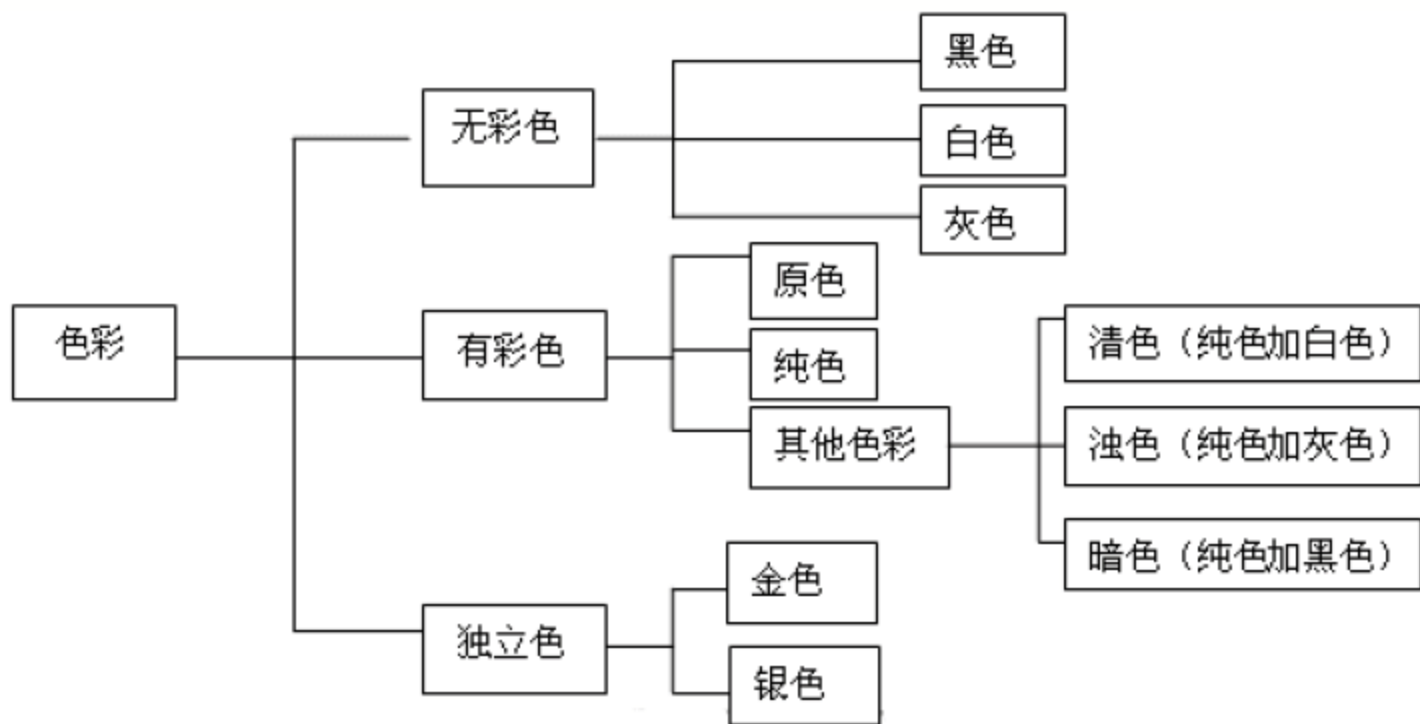 色彩
无彩色
黑色
白色
灰色
有彩色
原色
纯色
其他色彩
清色（纯色加白色）
浊色（纯色加灰色）
暗色（纯色加黑色）
独立色
金色
银色